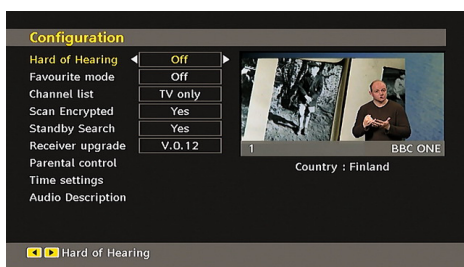 Configuration
Hard of Hearing Off
Favourite mode Off
Channel list TV only
Scan Encrypted Yes
Standby Search Yes
Receiver upgrade V.0.12
Parental control
Time settings
Audio Description
1 BBC ONE
Country : Finland
Hard of Hearing